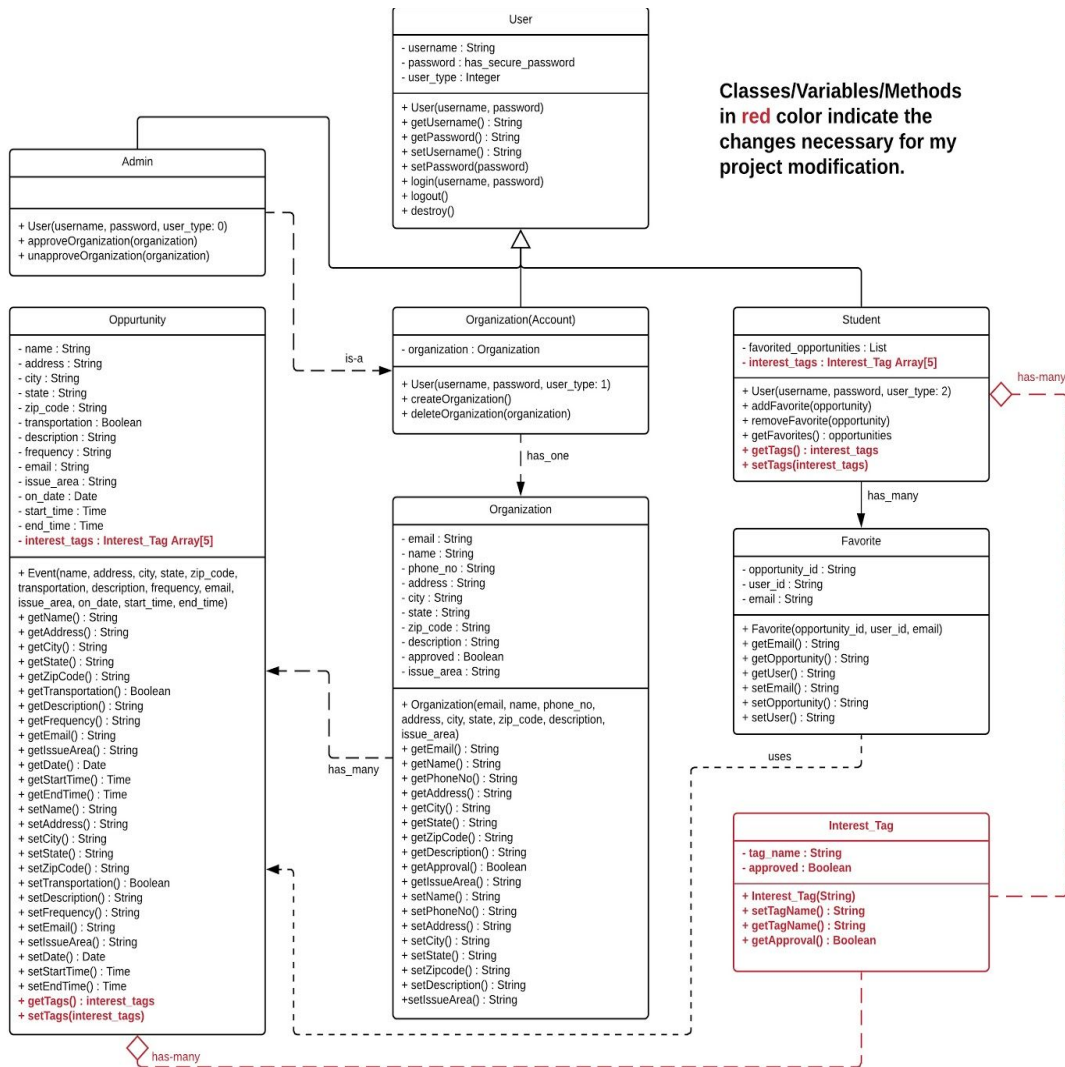 User
- username : String
- password : has_secure_password
- user_type : Integer
+ User(username, password)
+ getUsername() : String
+ getPassword() : String
+ setUsername() : String
+ setPassword(password)
+ login(username, password)
+ logout()
+ destroy()
Classes/Variables/Methods
in red color indicate the
changes necessary for my
project modification.
Admin
+ User(username, password, user_type: 0)
+ approveOrganization(organization)
+ unapproveOrganization(organization)
is-a
Oppurtunity
- name : String
- address : String
- city : String
- state : String
- zip_code : String
- transportation : Boolean
- description : String
- frequency : String
- email : String
- issue_area : String
- on_date : Date
- start_time : Time
- end_time : Time
- interest_tags : Interest_Tag Array[5]
+ Event(name, address, city, state, zip_code,
transportation, description, frequency, email,
issue_area, on_date, start_time, end_time)
+ getName() : String
+ getAddress() : String
+ getCity() : String
+ getState() : String
+ getZipCode() : String
+ getTransportation() : Boolean
+ getDescription() : String
+ getFrequency() : String
+ getEmail() : String
+ getIssueArea() : String
+ getDate() : Date
+ getStartTime() : Time
+ getEndTime() : Time
+ setName() : String
+ setAddress() : String
+ setCity() : String
+ setState() : String
+ setZipCode() : String
+ setTransportation() : Boolean
+ setDescription() : String
+ setFrequency() : String
+ setEmail() : String
+ setIssueArea() : String
+ setDate() : Date
+ setStartTime() : Time
+ setEndTime() : Time
+ getTags() : interest_tags
+ setTags(interest_tags)
has-many
Organization(Account)
- organization : Organization
+ User(username, password, user_type: 1)
+ createOrganization()
+ deleteOrganization(organization)
has_one
Organization
- email : String
- name : String
- phone_no : String
- address : String
- city : String
- state : String
- zip_code : String
- description : String
- approved : Boolean
- issue_area : String
+ Organization(email, name, phone_no,
address, city, state, zip_code, description,
issue_area)
+ getEmail() : String
+ getName() : String
+ getPhoneNo() : String
+ getAddress() : String
+ getCity() : String
+ getState() : String
+ getZipCode() : String
+ getDescription() : String
+ getApproval() : Boolean
+ getIssueArea() : String
+ setName() : String
+ setPhoneNo() : String
+ setAddress() : String
+ setCity() : String
+ setState() : String
+ setZipcode() : String
+ setDescription() : String
+setIssueArea() : String
has_many
Student
- favorited_opportunities : List
- interest_tags : Interest_Tag Array[5]
+ User(username, password, user_type: 2)
+ addFavorite(opportunity)
+ removeFavorite(opportunity)
+ getFavorites() : opportunities
+ getTags() : interest_tags
+ setTags(interest_tags)
has-many
has_many
Favorite
- opportunity_id : String
- user_id : String
- email : String
+ Favorite(opportunity_id, user_id, email)
+ getEmail() : String
+ getOpportunity() : String
+ getUser() : String
+ setEmail() : String
+ setOpportunity() : String
+ setUser() : String
uses
Interest_Tag
- tag_name : String
- approved : Boolean
+ Interest_Tag(String)
+ setTagName() : String
+ getTagName() : String
+ getApproval() : Boolean